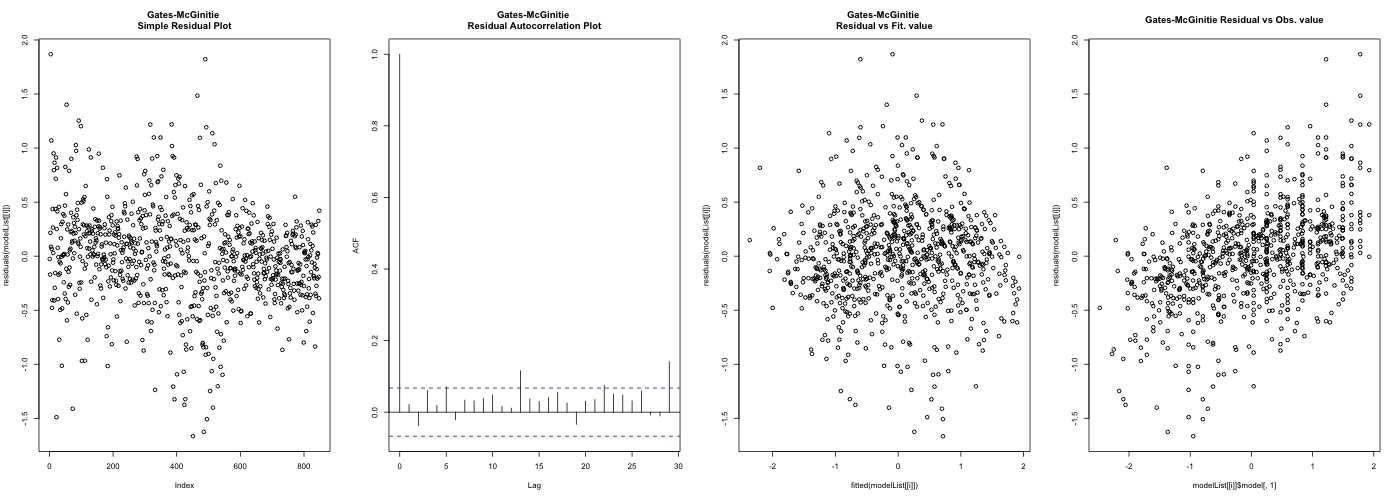 Gates-McGinitie
Simple Residual Plot
residuals(modelList[[i]])
2.0
1.5
1.0
0.5
0.0
-0.5
-1.0
-1.5
0 200 400 600 800
Index
Gates-McGinitie
Residual Autocorrelation Plot
ACF
1.0
0.8
0.6
0.4
0.2
0.0
0 5 10 15 20 25 30
Lag
Gates-McGinitie
Residual vs Fit. value
residuals(modelList[[i]])
2.0
1.5
1.0
0.5
0.0
-0.5
-1.0
-1.5
-2 -1 0 1 2
fitted(modelList[[i]])
Gates-McGinitie Residual vs Obs. value
residuals(modelList[[i]])
2.0
1.5
1.0
0.5
0.0
-0.5
-1.0
-1.5
-2 -1 0 1 2
modelList[[i]]$model[, 1]